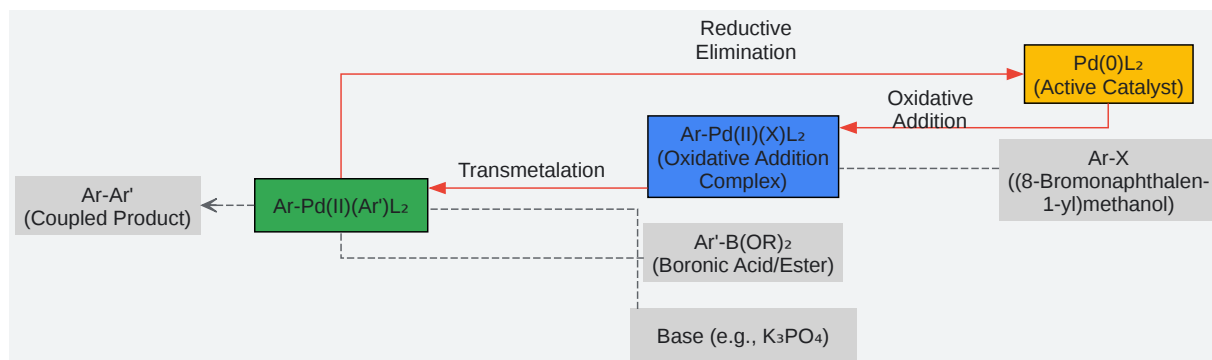 Reductive
Elimination
Pd(0)L₂
(Active Catalyst)
Oxidative
Addition
Ar-Pd(II)(X)L₂
(Oxidative Addition
Complex)
Ar-X
((8-Bromonaphthalen-
1-yl)methanol)
Transmetalation
Ar-Ar'
(Coupled Product)
Ar-Pd(II)(Ar')L₂
Ar'-B(OR)₂
(Boronic Acid/Ester)
Base (e.g., K₃PO₄)